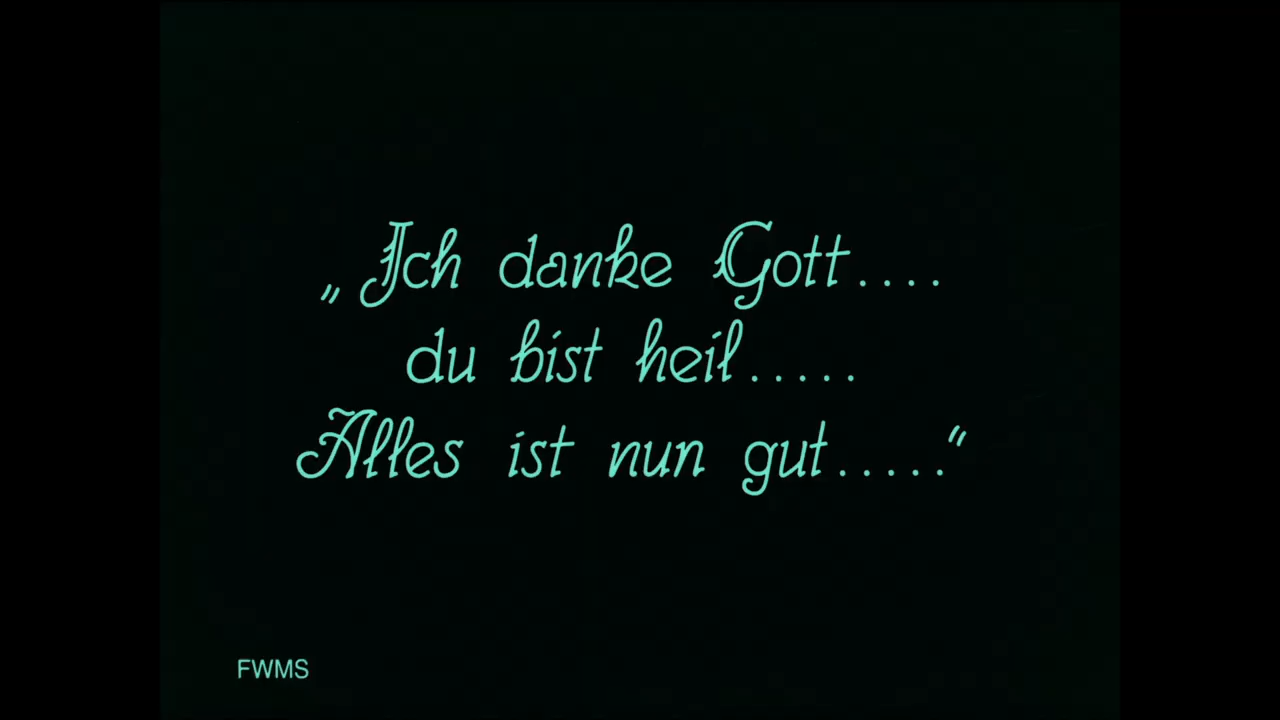 „Ich danke Gott....
du bist heil.....
Alles ist nun gut.....“
FWMS